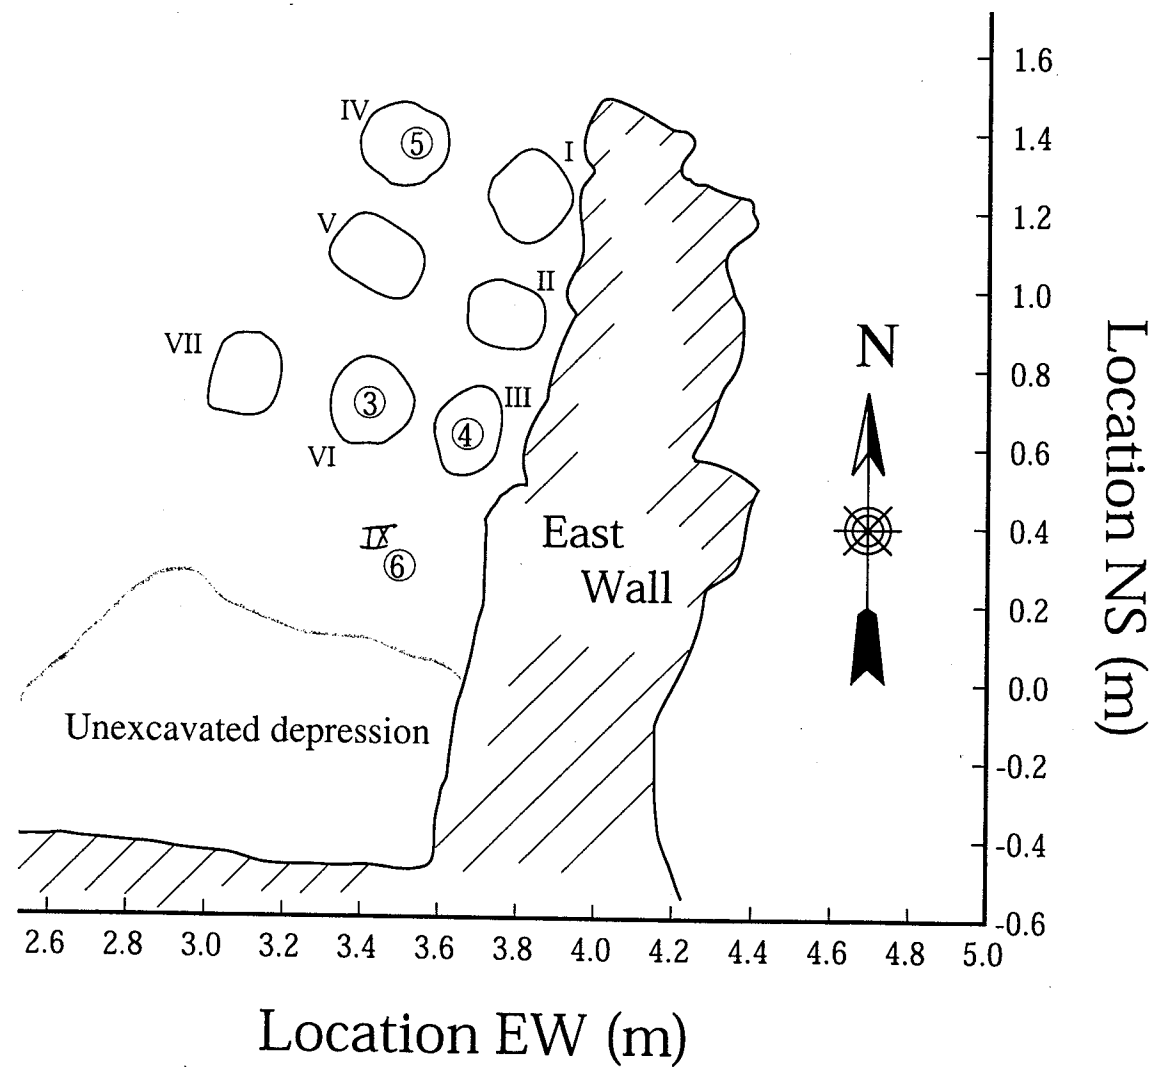 1.6
IV
⑤
I
1.4
V
1.2
II
1.0
VII
N
0.8
③
III
④
VI
0.6
IX
⑥
East
Wall
0.4
0.2
0.0
Unexcavated depression
-0.2
-0.4
-0.6
Location NS (m)
2.6 2.8 3.0 3.2 3.4 3.6 3.8 4.0 4.2 4.4 4.6 4.8 5.0
Location EW (m)